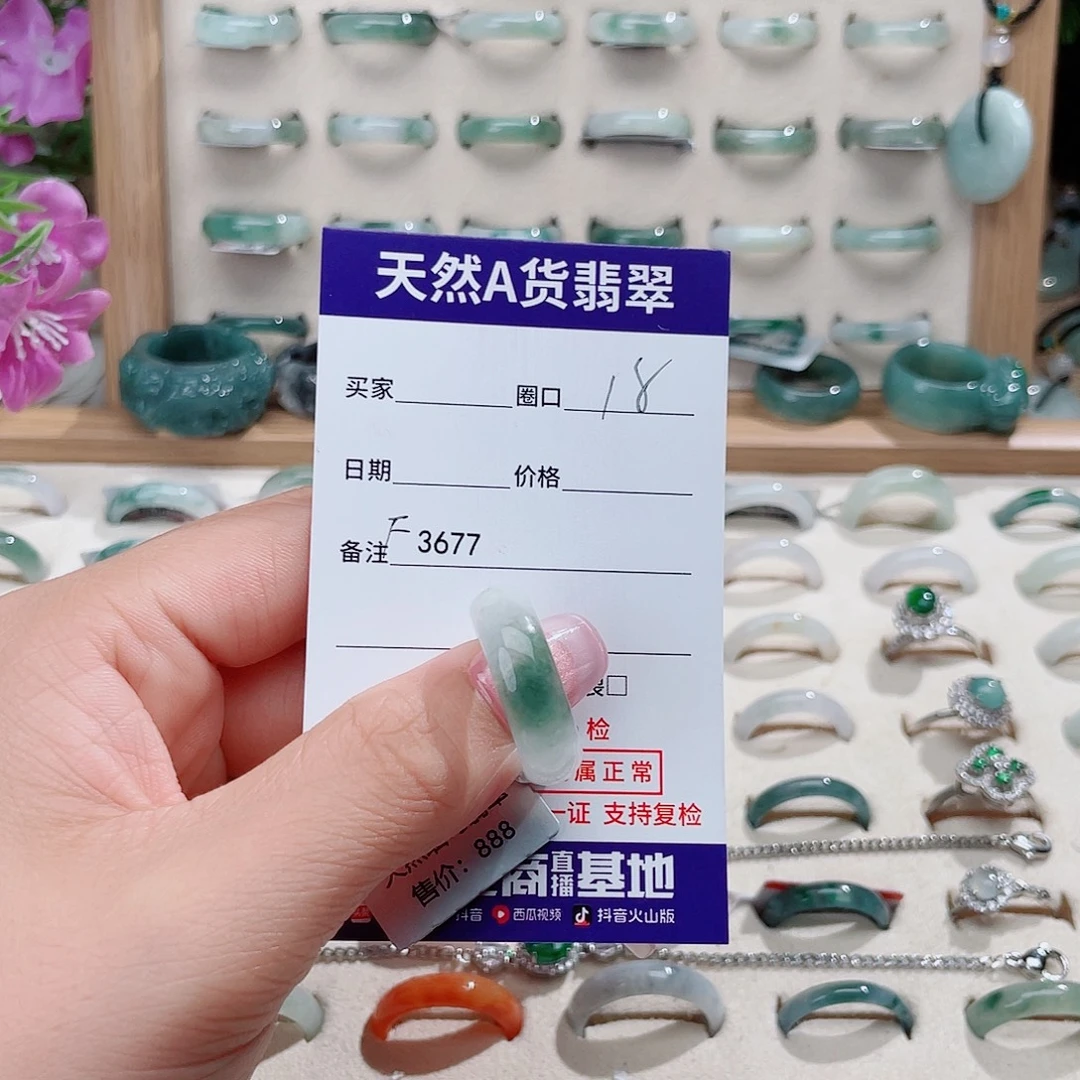 天然A货翡翠
买家 圈口 18
日期 价格
备注 F 3677
检
属正常
一证 支持复检
售价：888
商直播基地
抖音 西瓜视频 抖音火山版